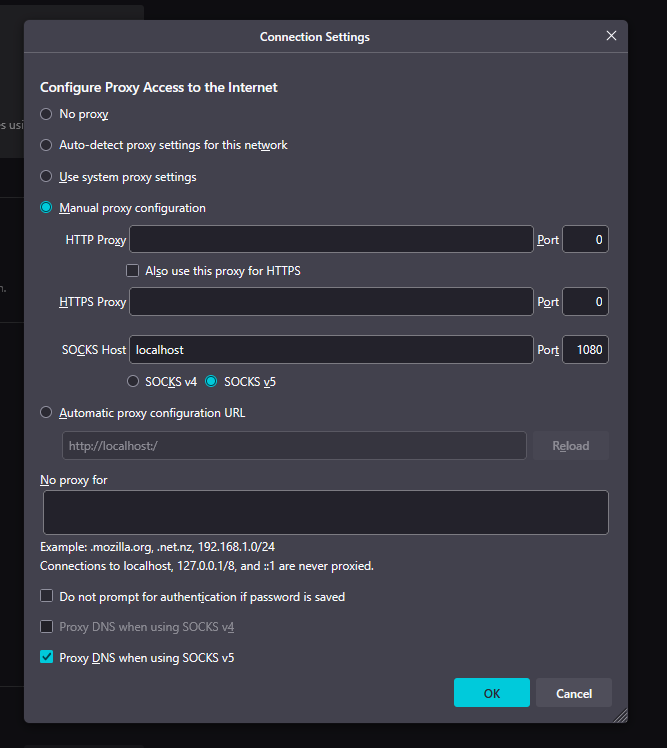 Connection Settings
Configure Proxy Access to the Internet
No proxy
es usi
Auto-detect proxy settings for this network
Use system proxy settings
Manual proxy configuration
HTTP Proxy Port 0
Also use this proxy for HTTPS
n.
HTTPS Proxy Port 0
SOCKS Host localhost Port 1080
SOCKS v4 SOCKS v5
Automatic proxy configuration URL
http://localhost:/ Reload
No proxy for
Example: .mozilla.org, .net.nz, 192.168.1.0/24
Connections to localhost, 127.0.0.1/8, and ::1 are never proxied.
Do not prompt for authentication if password is saved
Proxy DNS when using SOCKS v4
Proxy DNS when using SOCKS v5
OK Cancel